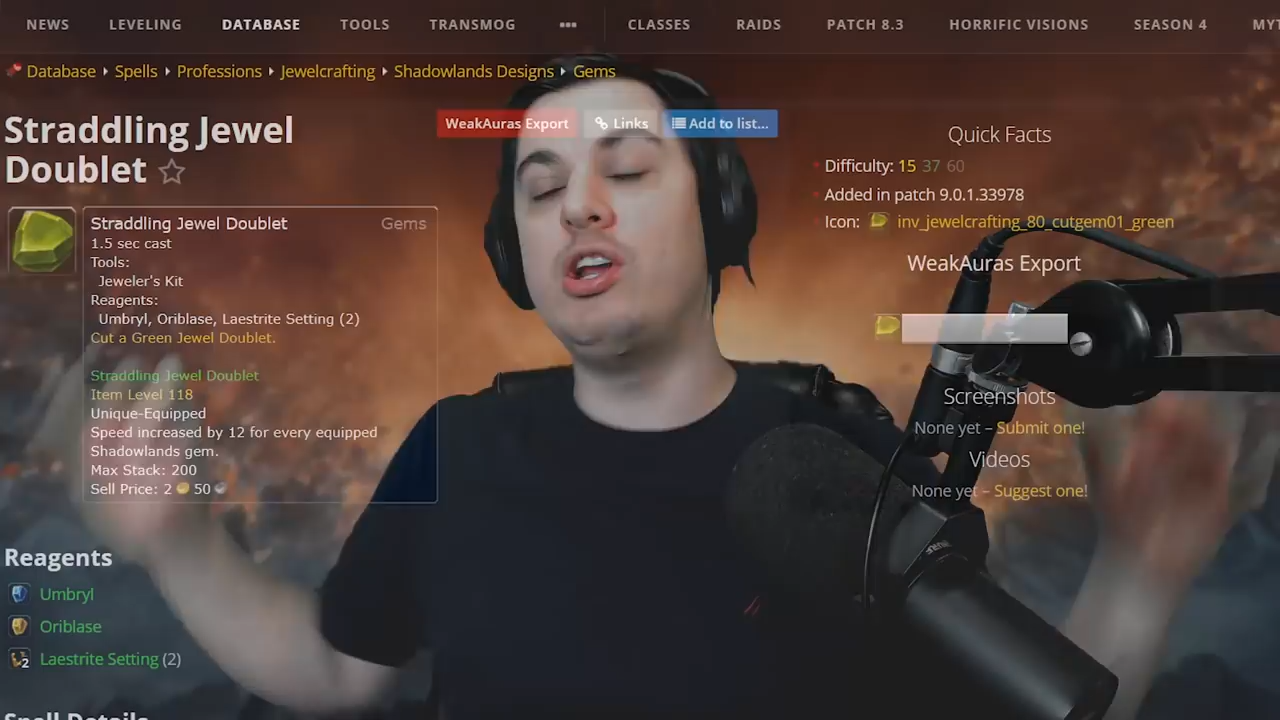 NEWS LEVELING DATABASE TOOLS TRANSMOG ••• CLASSES RAIDS PATCH 8.3 HORRIFIC VISIONS SEASON 4 MYT
Database ▸ Spells ▸ Professions ▸ Jewelcrafting ▸ Shadowlands Designs ▸ Gems
Straddling Jewel
Doublet
WeakAuras Export Links Add to list...
Straddling Jewel Doublet Gems
1.5 sec cast
Tools:
Jeweler's Kit
Reagents:
Umbryl, Oriblase, Laestrite Setting (2)
Cut a Green Jewel Doublet.
Straddling Jewel Doublet
Item Level 118
Unique-Equipped
Speed increased by 12 for every equipped
Shadowlands gem.
Max Stack: 200
Sell Price: 2 50
Reagents
Umbryl
Oriblase
2 Laestrite Setting (2)
Spell Details
Quick Facts
Difficulty: 15 37 60
Added in patch 9.0.1.33978
Icon: inv_jewelcrafting_80_cutgem01_green
WeakAuras Export
Screenshots
None yet – Submit one!
Videos
None yet – Suggest one!